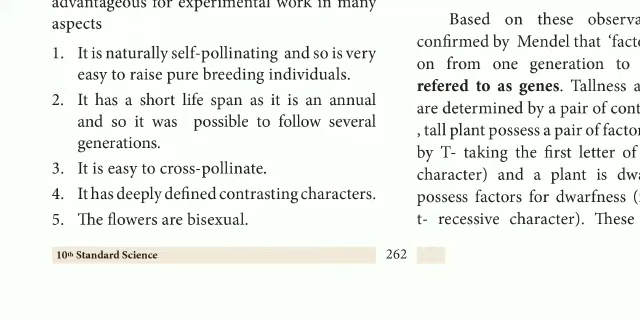 advantageous for experimental work in many
aspects
1. It is naturally self-pollinating and so is very
easy to raise pure breeding individuals.
2. It has a short life span as it is an annual
and so it was possible to follow several
generations.
3. It is easy to cross-pollinate.
4. It has deeply defined contrasting characters.
5. The flowers are bisexual.
10th Standard Science
262
Based on these observa
confirmed by Mendel that ‘facto
on from one generation to
refered to as genes. Tallness a
are determined by a pair of cont
, tall plant possess a pair of factor
by T- taking the first letter of
character) and a plant is dwa
possess factors for dwarfness (
t- recessive character). These